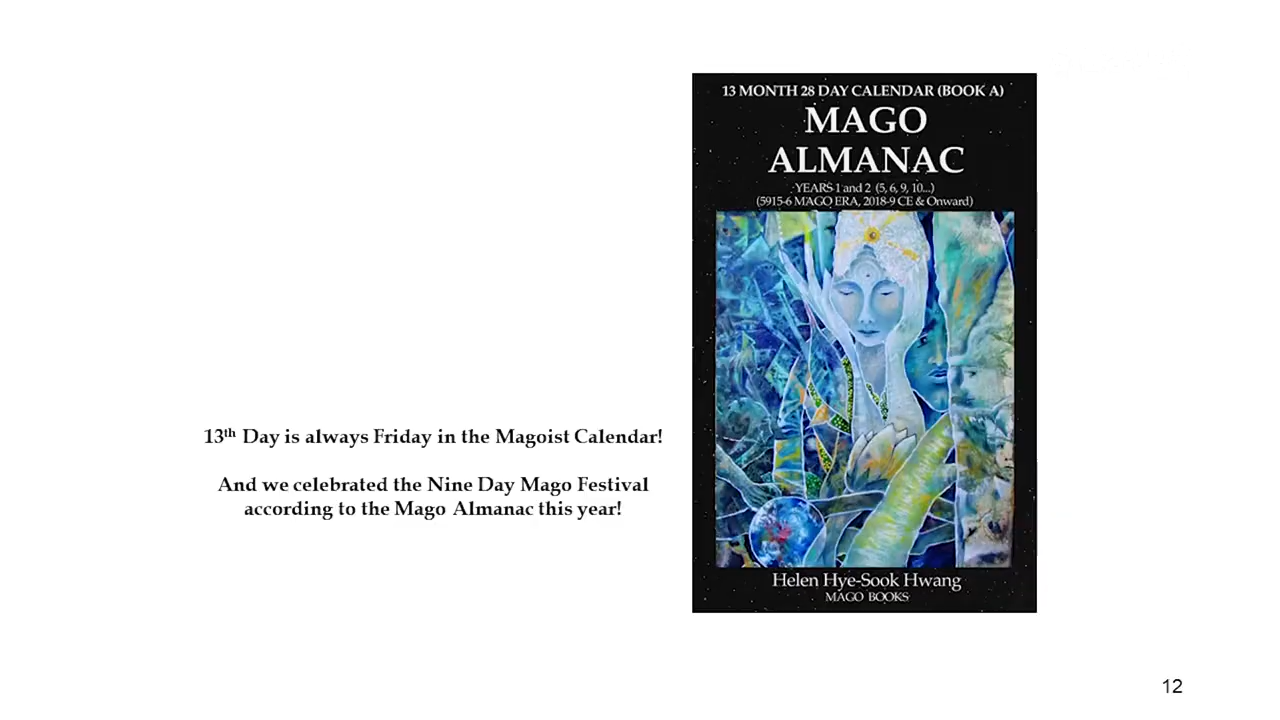 13th Day is always Friday in the Magoist Calendar!
And we celebrated the Nine Day Mago Festival
according to the Mago Almanac this year!
13 MONTH 28 DAY CALENDAR (BOOK A)
MAGO
ALMANAC
YEARS 1 and 2 (5, 6, 9, 10...)
(5915-6 MAGO ERA, 2018-9 CE & Onward)
Helen Hye-Sook Hwang
MAGO BOOKS
12